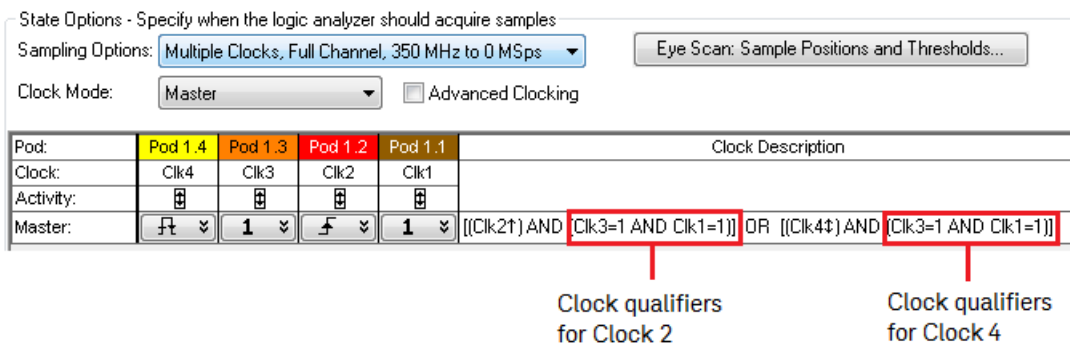 State Options - Specify when the logic analyzer should acquire samples
Sampling Options: Multiple Clocks, Full Channel, 350 MHz to 0 MSps Eye Scan: Sample Positions and Thresholds...
Clock Mode: Master Advanced Clocking
Pod: Pod 1.4 Pod 1.3 Pod 1.2 Pod 1.1 Clock Description
Clock: Clk4 Clk3 Clk2 Clk1
Activity: ↕ ↕ ↕ ↕
Master: 1 1 [(Clk2↑) AND (Clk3=1 AND Clk1=1)] OR [(Clk4↕) AND (Clk3=1 AND Clk1=1)]
Clock qualifiers Clock qualifiers
for Clock 2 for Clock 4